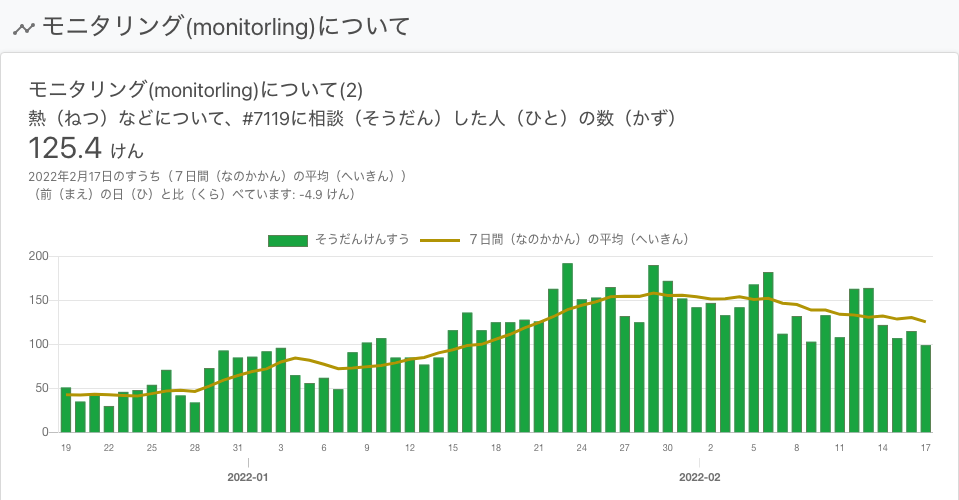 モニタリング(monitorling)について
モニタリング(monitorling)について(2)
熱（ねつ）などについて、#7119に相談（そうだん）した人（ひと）の数（かず）
125.4 けん
2022年2月17日のすうち（７日間（なのかかん）の平均（へいきん））
（前（まえ）の日（ひ）と比（くら）べています: -4.9 けん）
そうだんけんすう ７日間（なのかかん）の平均（へいきん）
200
150
100
50
0
19 22 25 28 31 3 6 9 12 15 18 21 24 27 30 2 5 8 11 14 17
2022-01 2022-02